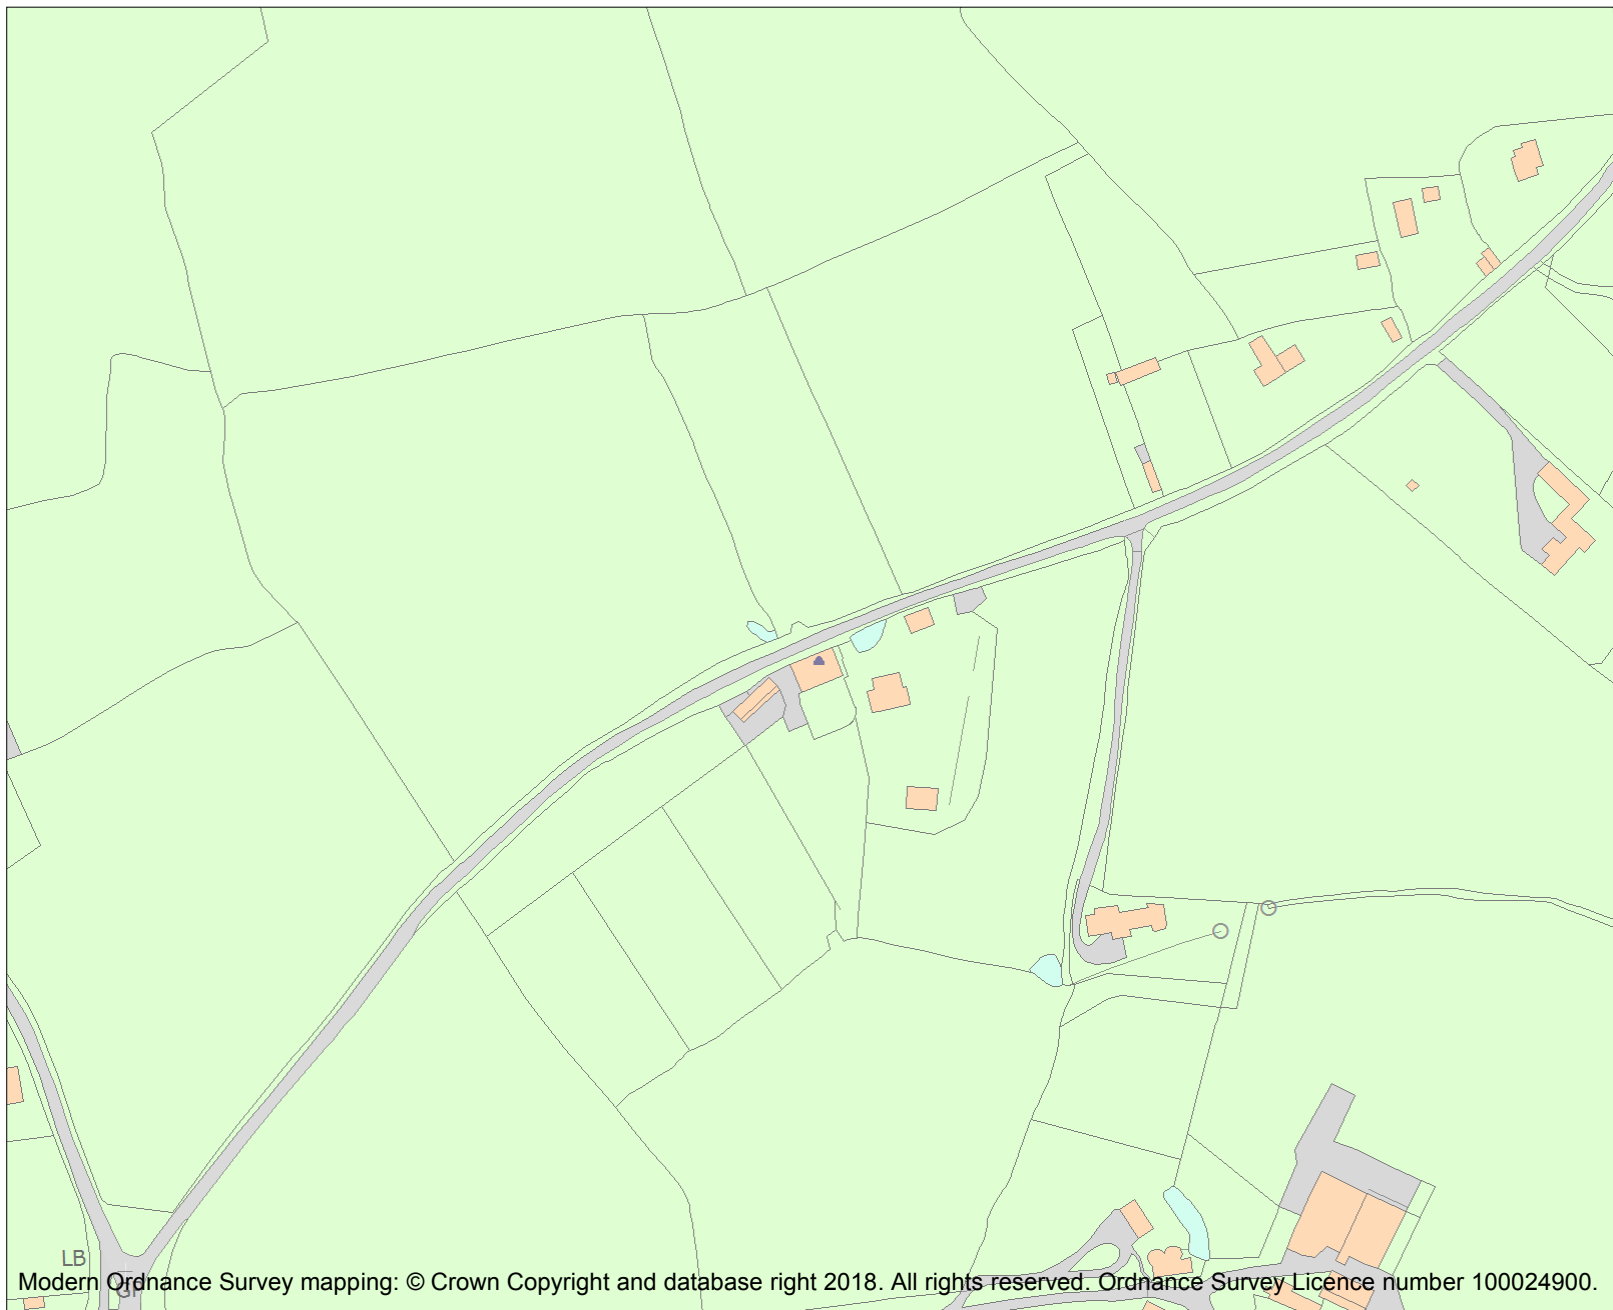 LB
GP
Modern Ordnance Survey mapping: © Crown Copyright and database right 2018. All rights reserved. Ordnance Survey Licence number 100024900.